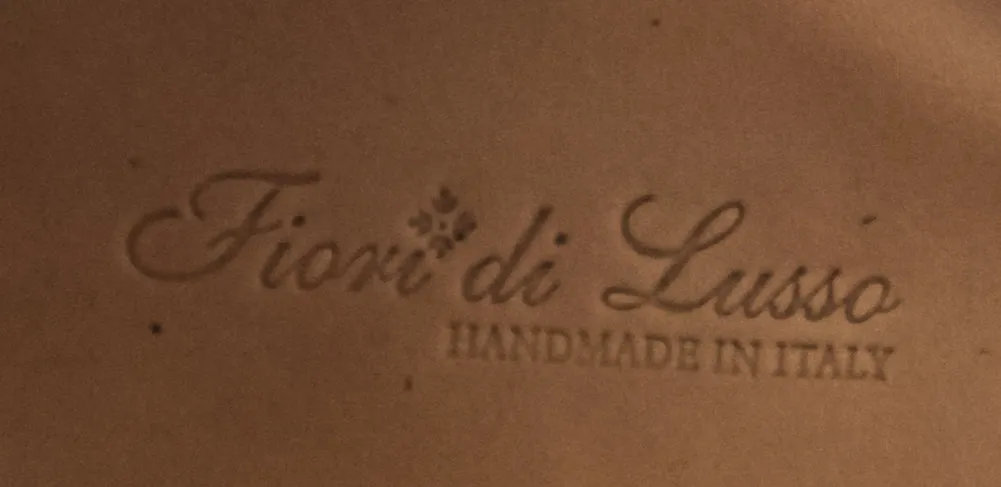 Fiori di Lusso
HANDMADE IN ITALY